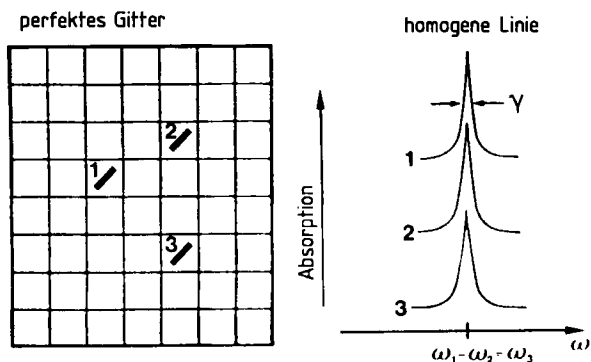 perfektes Gitter
homogene Linie
1
2
3
Absorption
γ
1
2
3
ω
ω₁-ω₂-ω₃